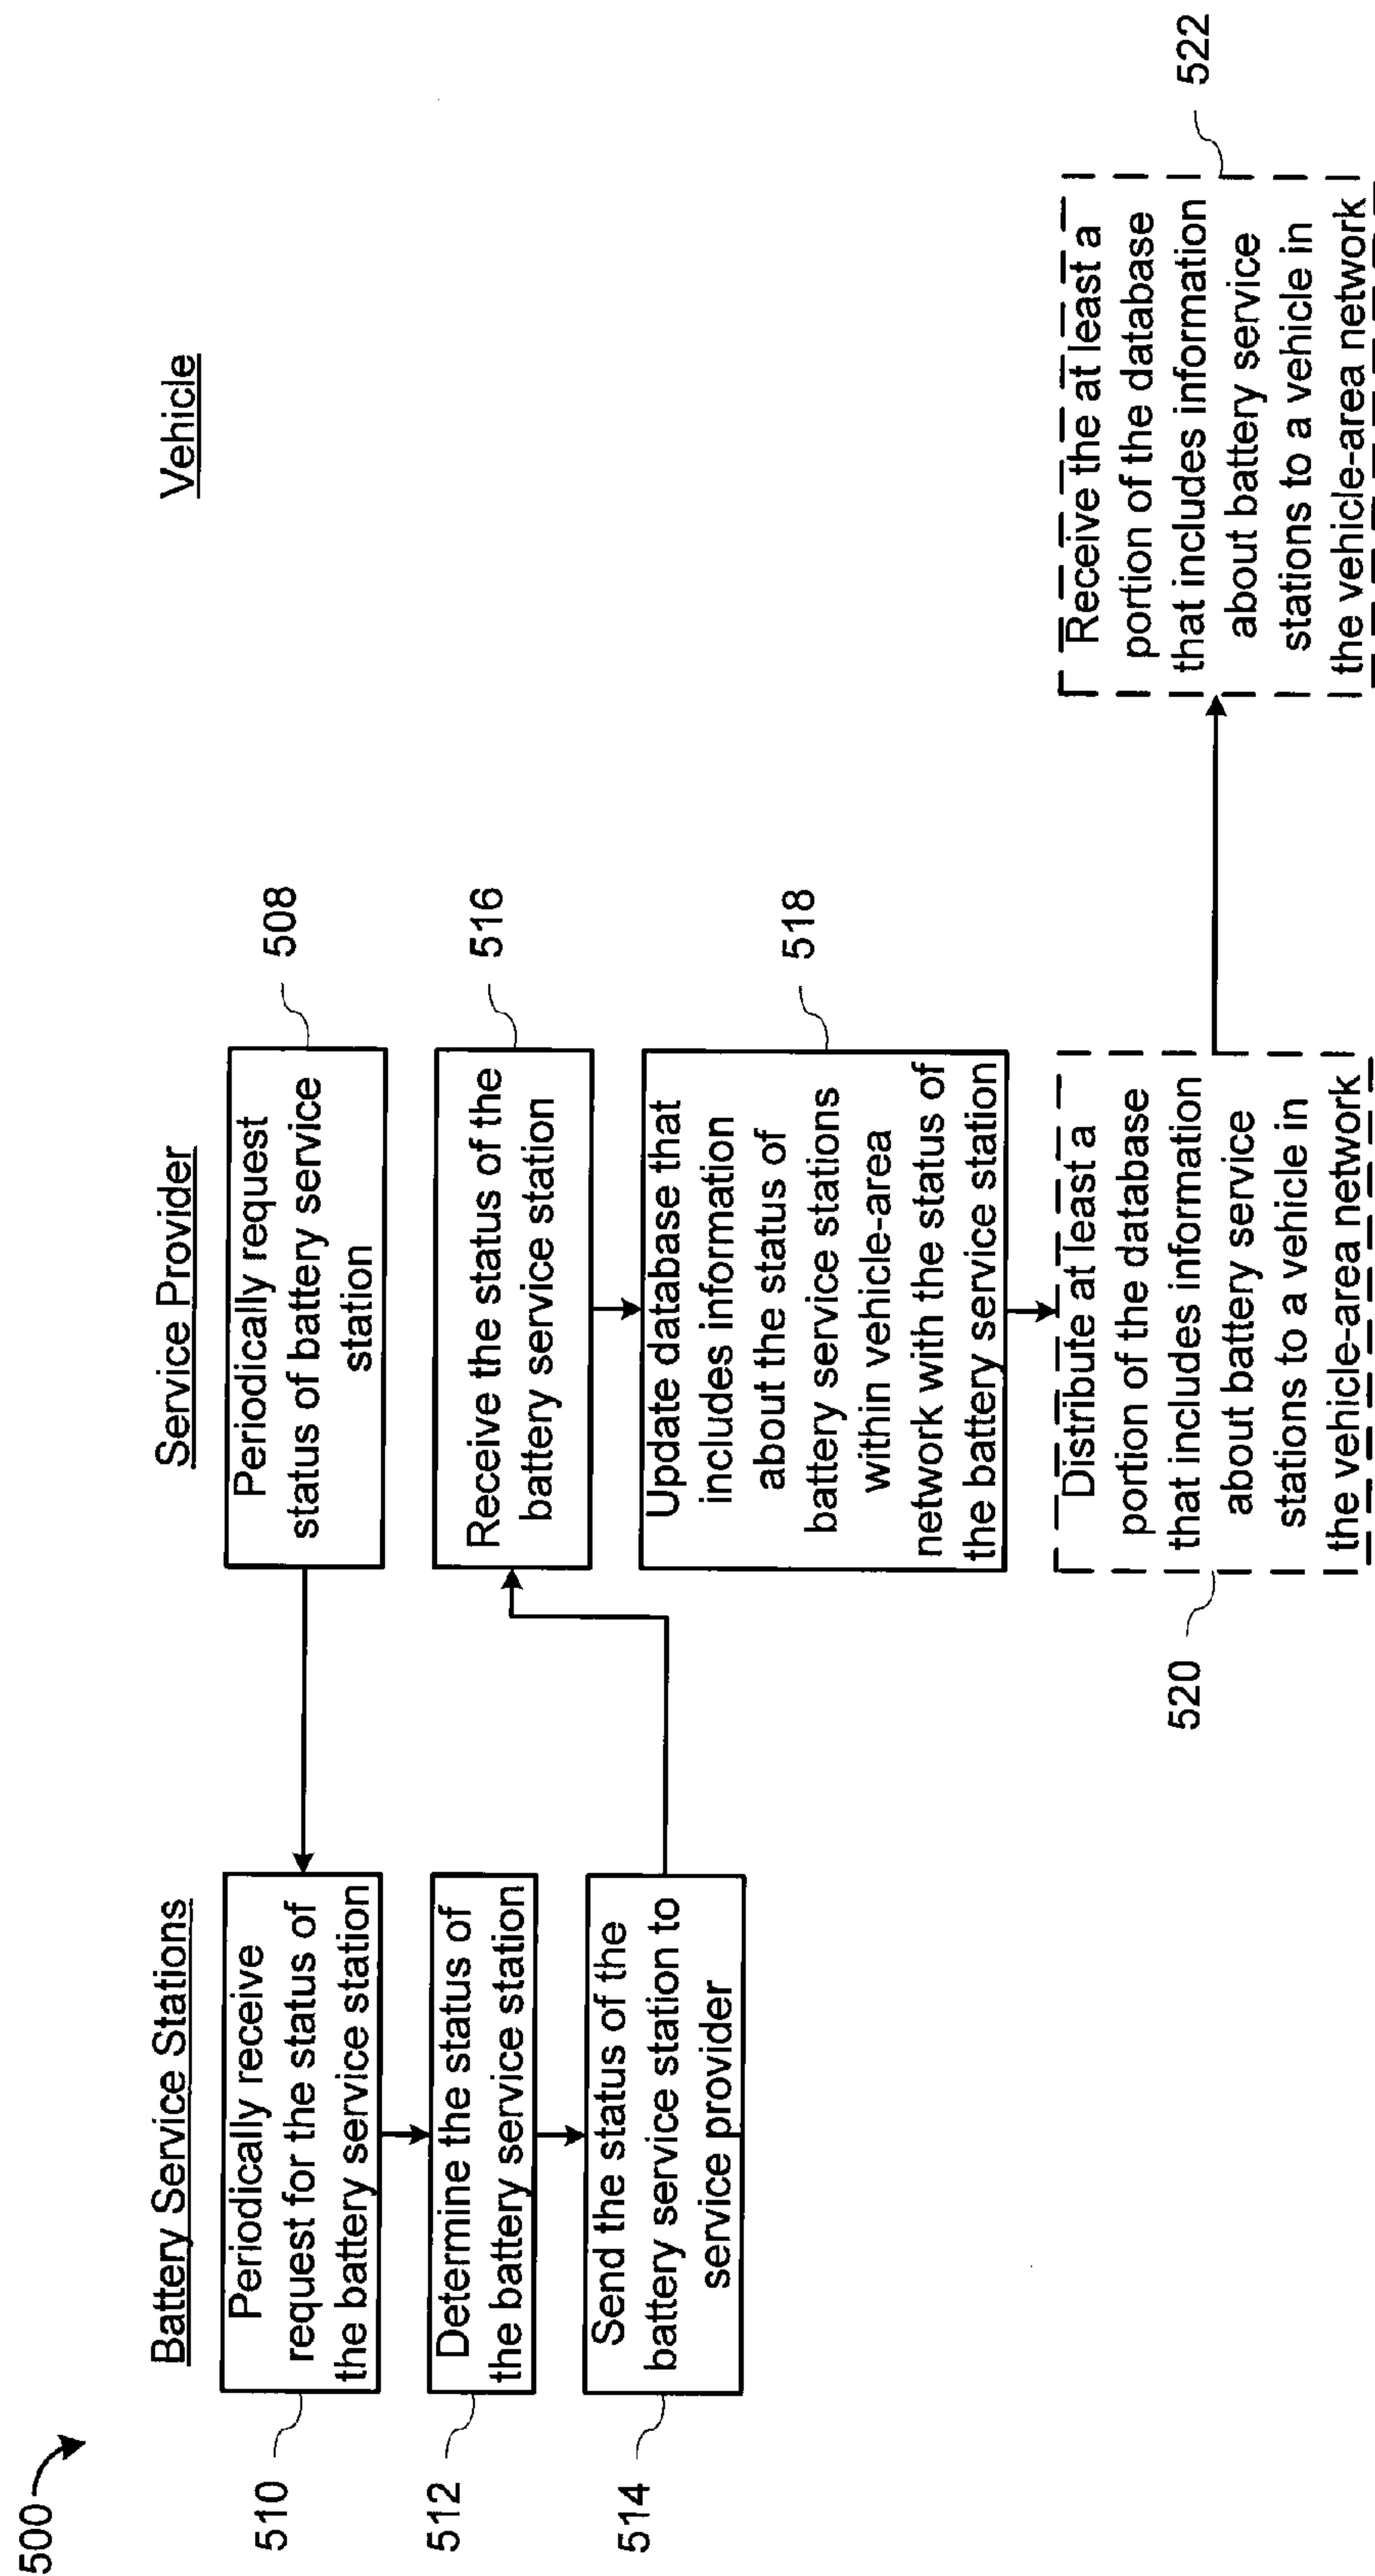 500
Battery Service Stations
Service Provider
Vehicle
Periodically request
status of battery service
station
508
510
Periodically receive
request for the status of
the battery service station
512
Determine the status of
the battery service station
514
Send the status of the
battery service station to
service provider
Receive the status of the
battery service station
516
Update database that
includes information
about the status of
battery service stations
within vehicle-area
network with the status of
the battery service station
518
520
Distribute at least a
portion of the database
that includes information
about battery service
stations to a vehicle in
the vehicle-area network
Receive the at least a
portion of the database
that includes information
about battery service
stations to a vehicle in
the vehicle-area network
522